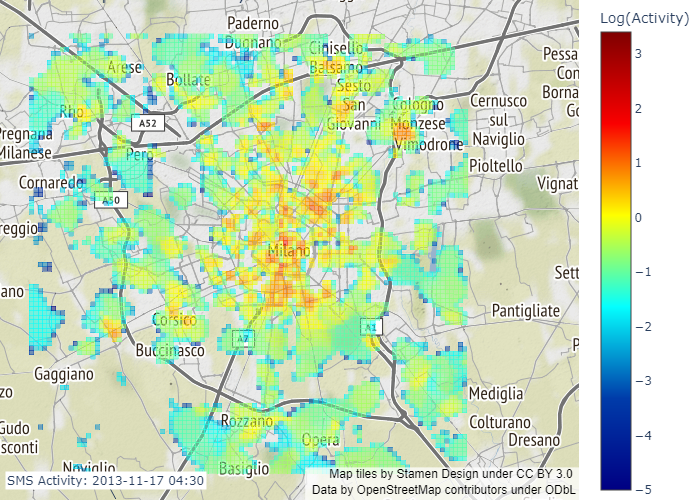 Log(Activity)
Paderno
Dugnano
Cinisello
Balsamo
Arese
Bollate
Sesto
San
Giovanni
Rho
A52
Cologno
Monzese
Vimodrone
Cernusco
sul
Naviglio
Pessa
Con
Borna
Go
Pregnana
Milanese
Pero
Pioltello
Cornaredo
A50
Vignat
reggio
Milano
Sett
ano
Pantigliate
Corsico
A7
A1
Buccinasco
Gaggiano
Mediglia
zo
Rozzano
Colturano
Dresano
Gudo
sconti
Opera
Noviglio
Basiglio
P
3
2
1
0
−1
−2
−3
−4
−5
SMS Activity: 2013-11-17 04:30
Map tiles by Stamen Design under CC BY 3.0
Data by OpenStreetMap contributors under ODbL